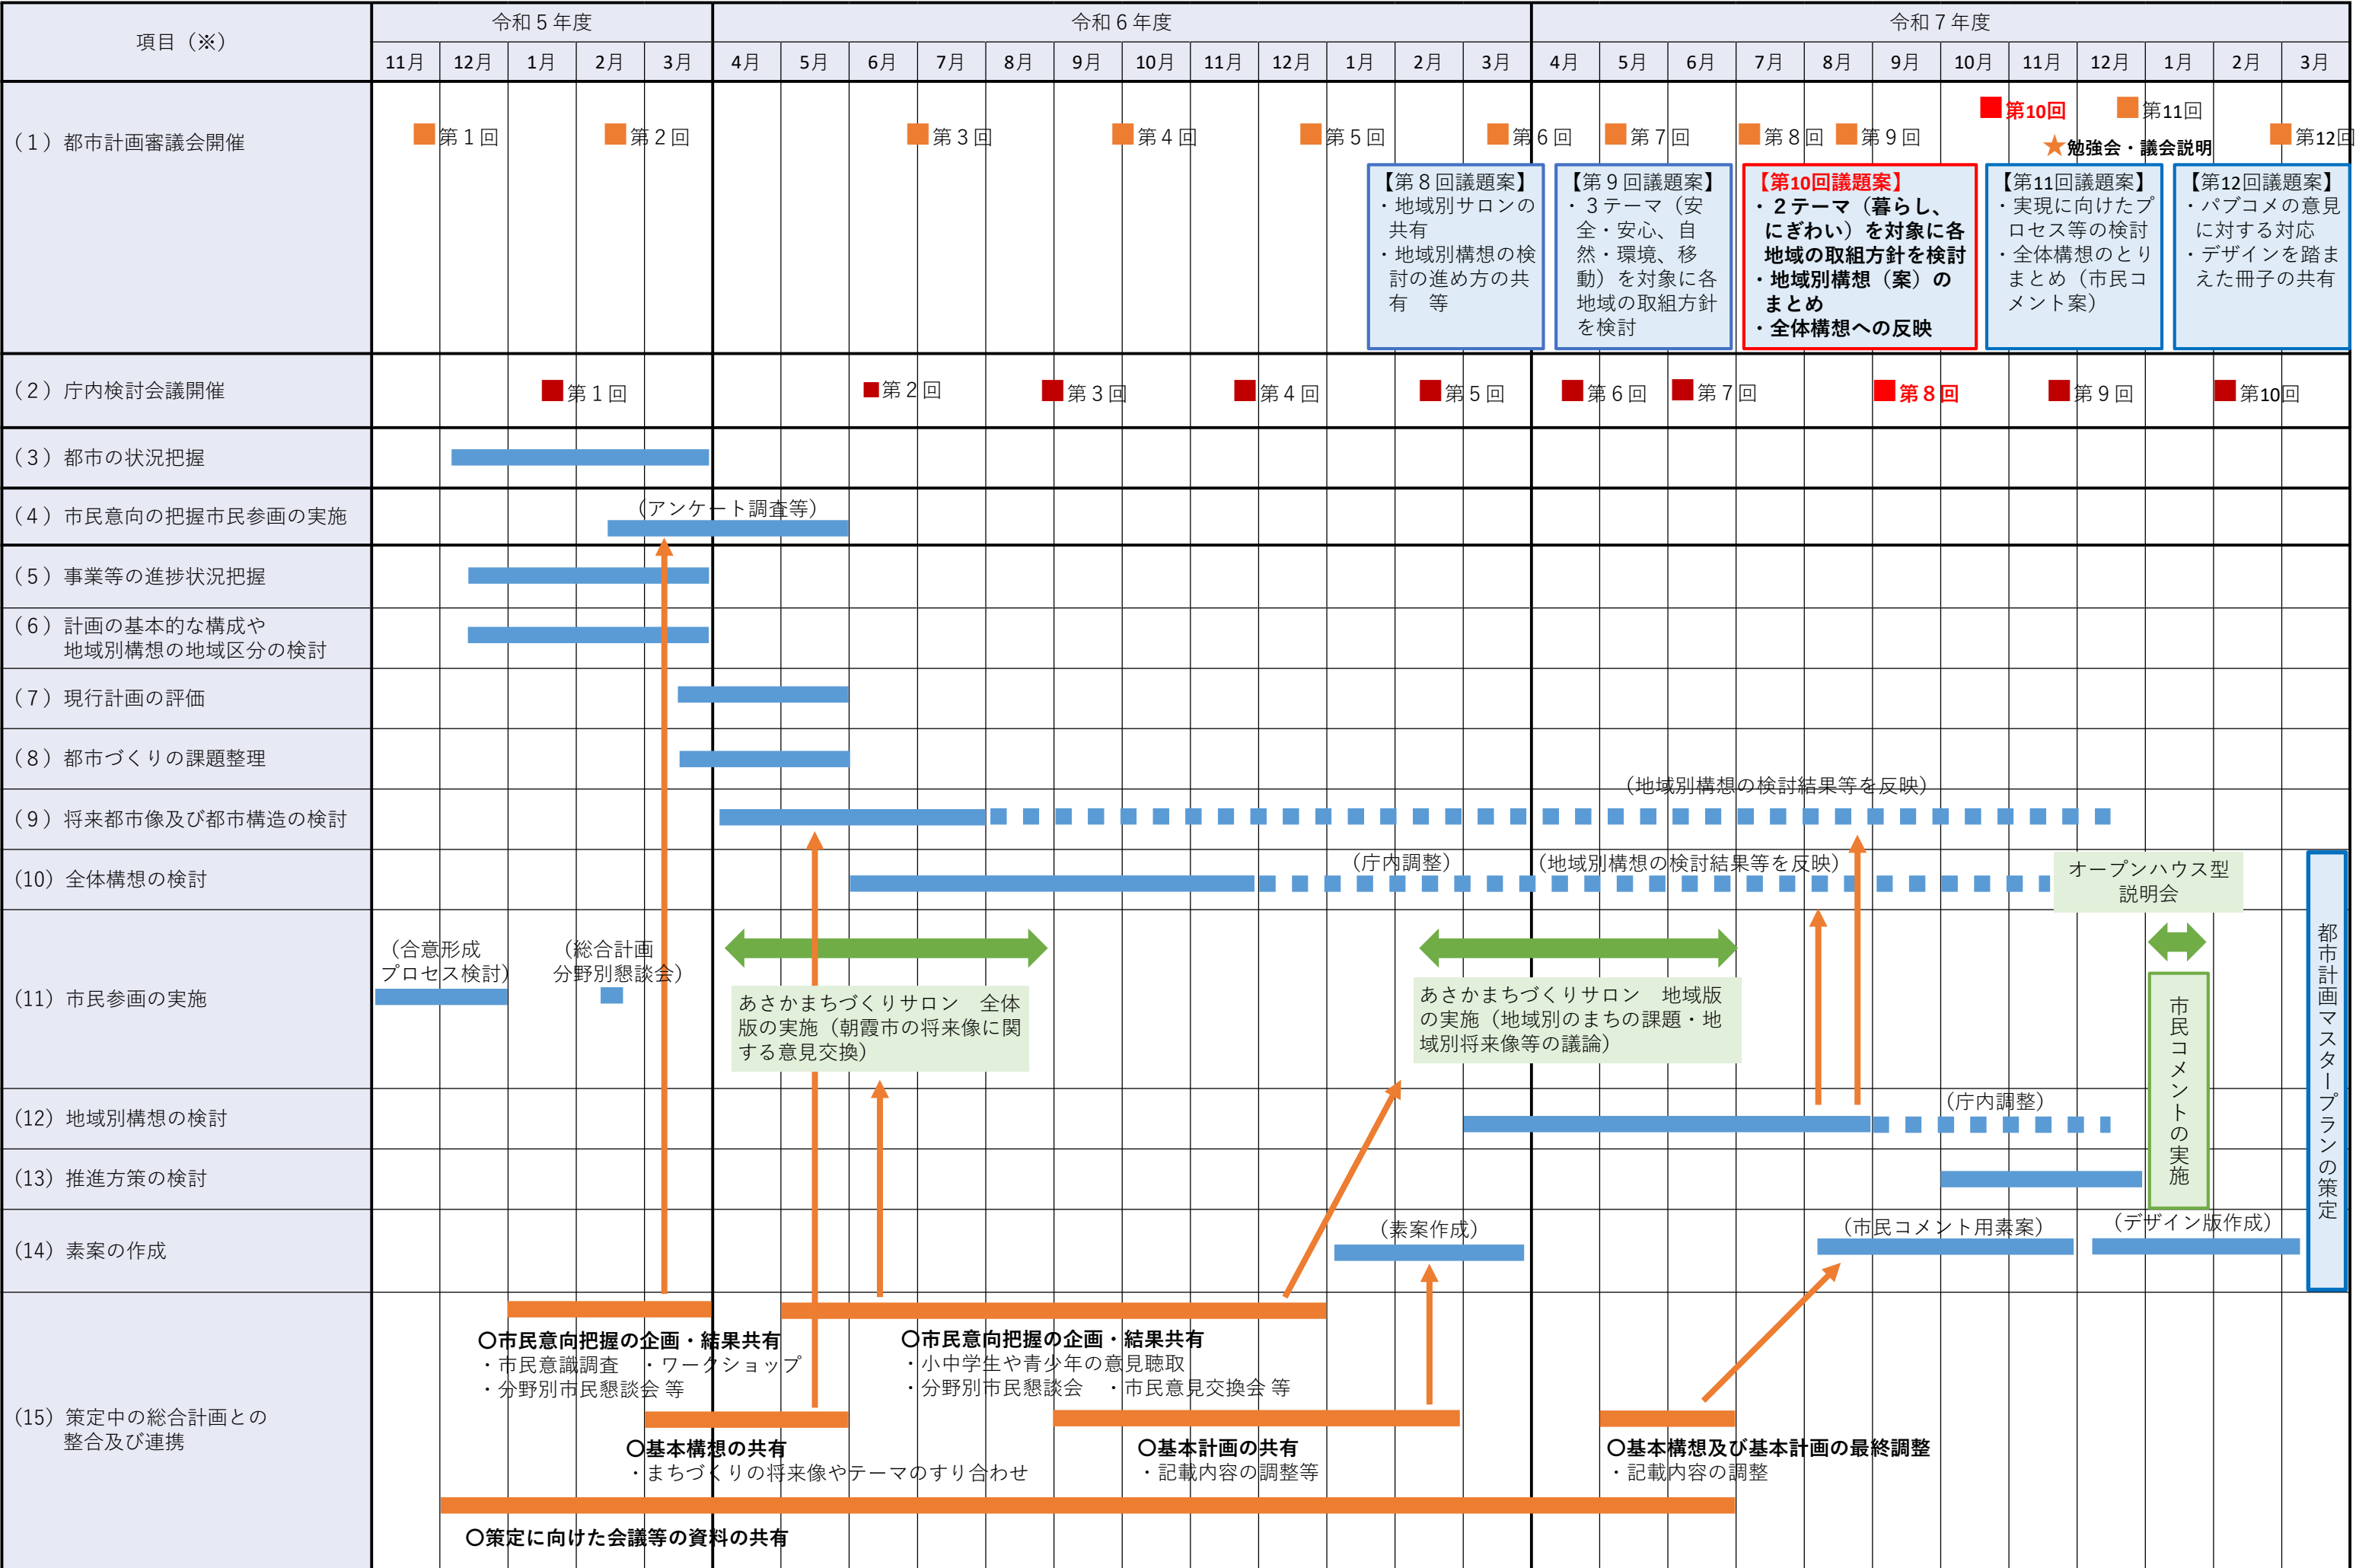 項目（※）
令和５年度
令和６年度
令和７年度
11月 12月 1月 2月 3月 4月 5月 6月 7月 8月 9月 10月 11月 12月 1月 2月 3月 4月 5月 6月 7月 8月 9月 10月 11月 12月 1月 2月 3月
（１）都市計画審議会開催
第１回
第２回
第３回
第４回
第５回
第６回
第７回
第８回
第９回
第10回
第11回
第12回
★勉強会・議会説明
【第８回議題案】
・地域別サロンの
共有
・地域別構想の検
討の進め方の共
有　等
【第９回議題案】
・３テーマ（安
全・安心、自
然・環境、移
動）を対象に各
地域の取組方針
を検討
【第10回議題案】
・２テーマ（暮らし、
にぎわい）を対象に各
地域の取組方針を検討
・地域別構想（案）の
まとめ
・全体構想への反映
【第11回議題案】
・実現に向けたプ
ロセス等の検討
・全体構想のとり
まとめ（市民コ
メント案）
【第12回議題案】
・パブコメの意見
に対する対応
・デザインを踏ま
えた冊子の共有
（２）庁内検討会議開催
第１回
第２回
第３回
第４回
第５回
第６回
第７回
第８回
第９回
第10回
（３）都市の状況把握
（４）市民意向の把握市民参画の実施
（アンケート調査等）
（５）事業等の進捗状況把握
（６）計画の基本的な構成や
地域別構想の地域区分の検討
（７）現行計画の評価
（８）都市づくりの課題整理
（９）将来都市像及び都市構造の検討
（地域別構想の検討結果等を反映）
（10）全体構想の検討
（庁内調整）
（地域別構想の検討結果等を反映）
オープンハウス型
説明会
（11）市民参画の実施
（合意形成
プロセス検討）
（総合計画
分野別懇談会）
あさかまちづくりサロン　全体
版の実施（朝霞市の将来像に関
する意見交換）
あさかまちづくりサロン　地域版
の実施（地域別のまちの課題・地
域別将来像等の議論）
市民コメントの実施
都市計画マスタープランの策定
（12）地域別構想の検討
（庁内調整）
（13）推進方策の検討
（14）素案の作成
（素案作成）
（市民コメント用素案）
（デザイン版作成）
（15）策定中の総合計画との
整合及び連携
〇市民意向把握の企画・結果共有
・市民意識調査　・ワークショップ
・分野別市民懇談会 等
〇市民意向把握の企画・結果共有
・小中学生や青少年の意見聴取
・分野別市民懇談会　・市民意見交換会 等
〇基本構想の共有
・まちづくりの将来像やテーマのすり合わせ
〇基本計画の共有
・記載内容の調整等
〇基本構想及び基本計画の最終調整
・記載内容の調整
〇策定に向けた会議等の資料の共有